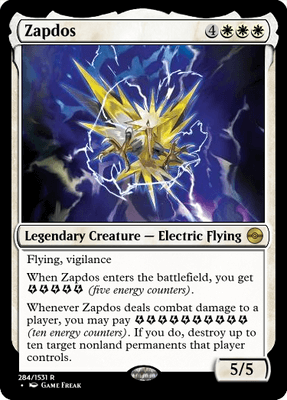 Zapdos 4
Legendary Creature — Electric Flying
Flying, vigilance
When Zapdos enters the battlefield, you get
(five energy counters).
Whenever Zapdos deals combat damage to a
player, you may pay
(ten energy counters). If you do, destroy up to
ten target nonland permanents that player
controls.
284/1531 R
• Game Freak
5/5